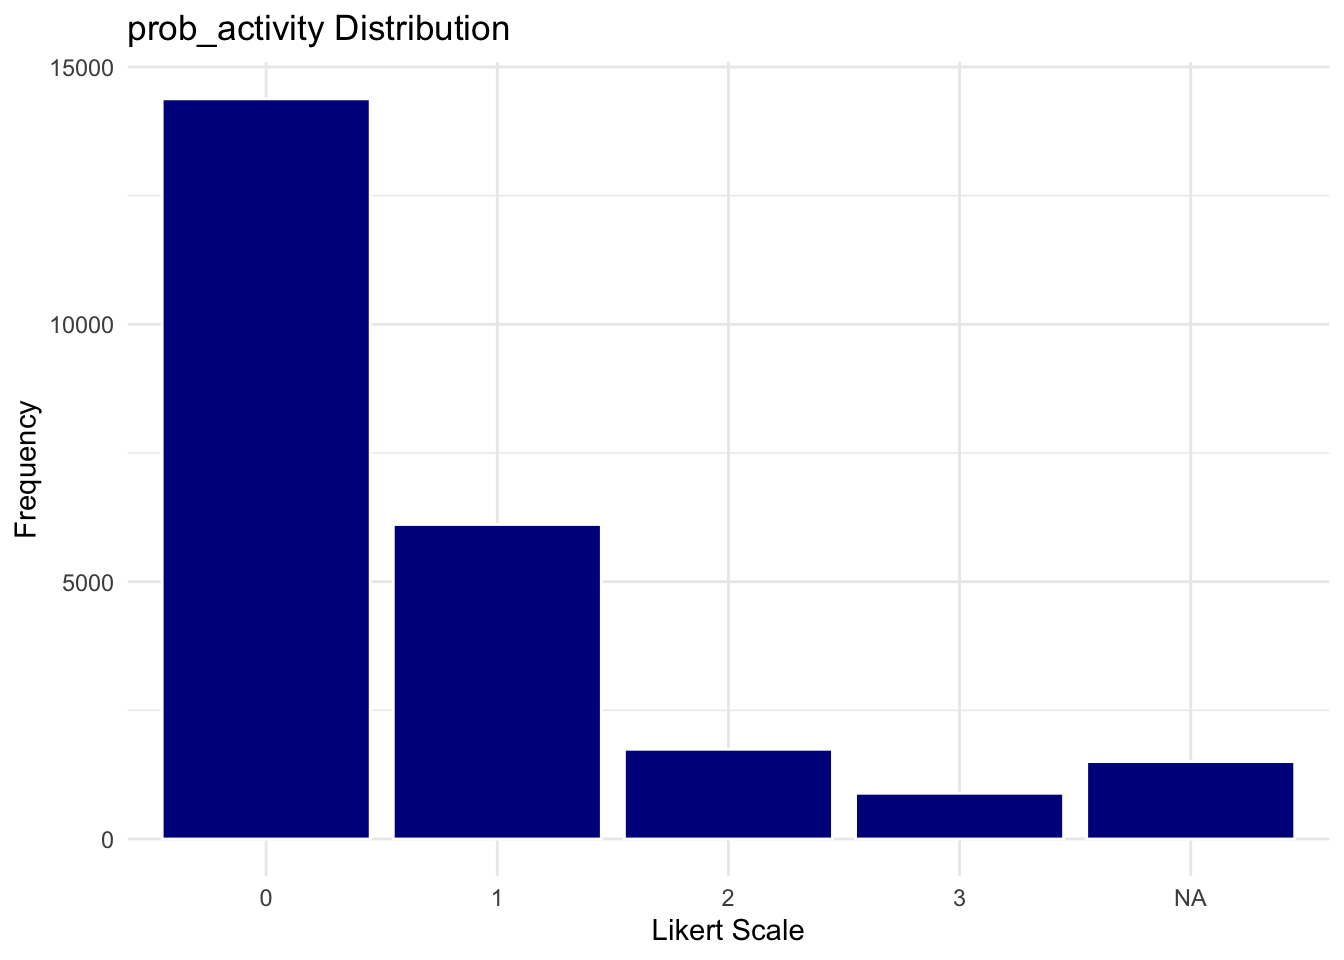 prob_activity Distribution
15000
10000
5000
0
Frequency
0 1 2 3 NA
Likert Scale